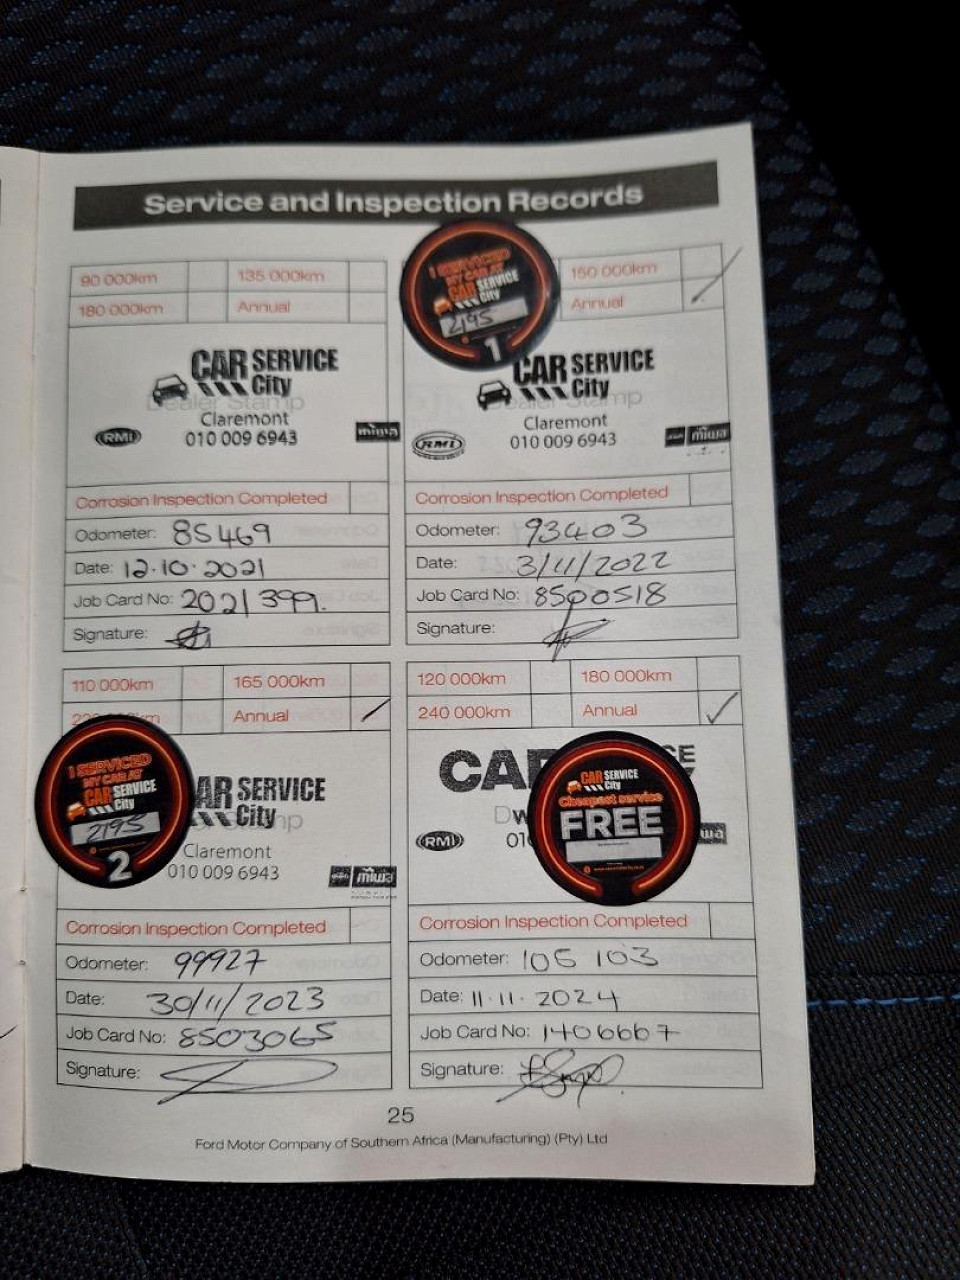 Service and Inspection Records
90 000km 135 000km
180 000km Annual
CAR SERVICE
City
Dealer Stamp
Claremont
RMI 010 009 6943 miwa
Corrosion Inspection Completed
Odometer: 85469
Date: 12.10.2021
Job Card No: 2021399.
Signature:
I SERVICED
MY CAR AT
CAR SERVICE
City
2195
1
150 000km
Annual
CAR SERVICE
City
Dealer Stamp
Claremont
RMI 010 009 6943 miwa
Corrosion Inspection Completed
Odometer: 93403
Date: 3/11/2022
Job Card No: 8500518
Signature:
110 000km 165 000km
Annual
I SERVICED
MY CAR AT
CAR SERVICE
City
2195
2
AR SERVICE
City
Claremont
010 009 6943 miwa
Corrosion Inspection Completed
Odometer: 99927
Date: 30/11/2023
Job Card No: 8503065
Signature:
120 000km 180 000km
240 000km Annual
CAR SERVICE
City
Cheapest service
FREE
RMI 010
Corrosion Inspection Completed
Odometer: 105 103
Date: 11.11.2024
Job Card No: 1406667
Signature:
25
Ford Motor Company of Southern Africa (Manufacturing) (Pty) Ltd